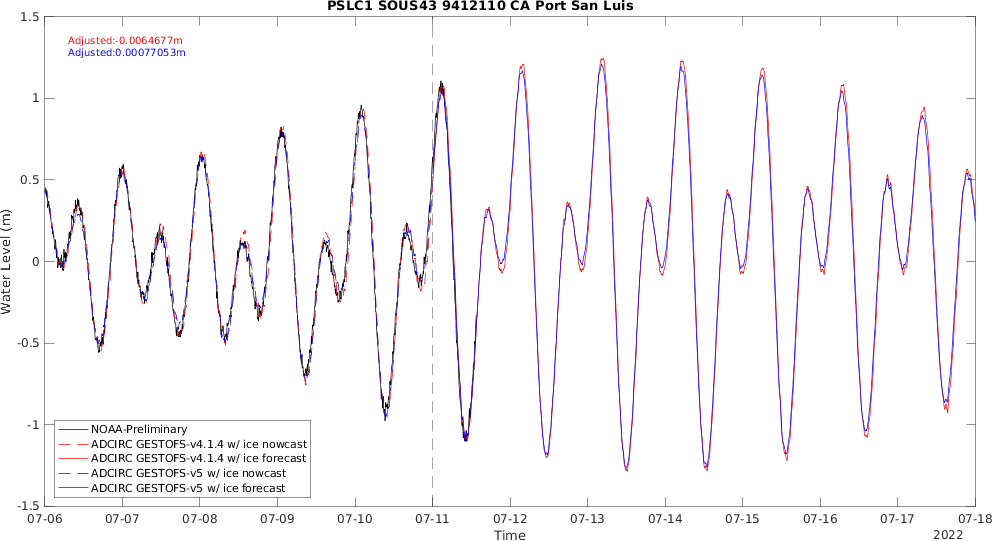 PSLC1 SOUS43 9412110 CA Port San Luis
Adjusted:-0.0064677m
Adjusted:0.00077053m
1.5
1
0.5
0
-0.5
-1
-1.5
Water Level (m)
NOAA-Preliminary
ADCIRC GESTOFS-v4.1.4 w/ ice nowcast
ADCIRC GESTOFS-v4.1.4 w/ ice forecast
ADCIRC GESTOFS-v5 w/ ice nowcast
ADCIRC GESTOFS-v5 w/ ice forecast
07-06 07-07 07-08 07-09 07-10 07-11 07-12 07-13 07-14 07-15 07-16 07-17 07-18
Time
2022